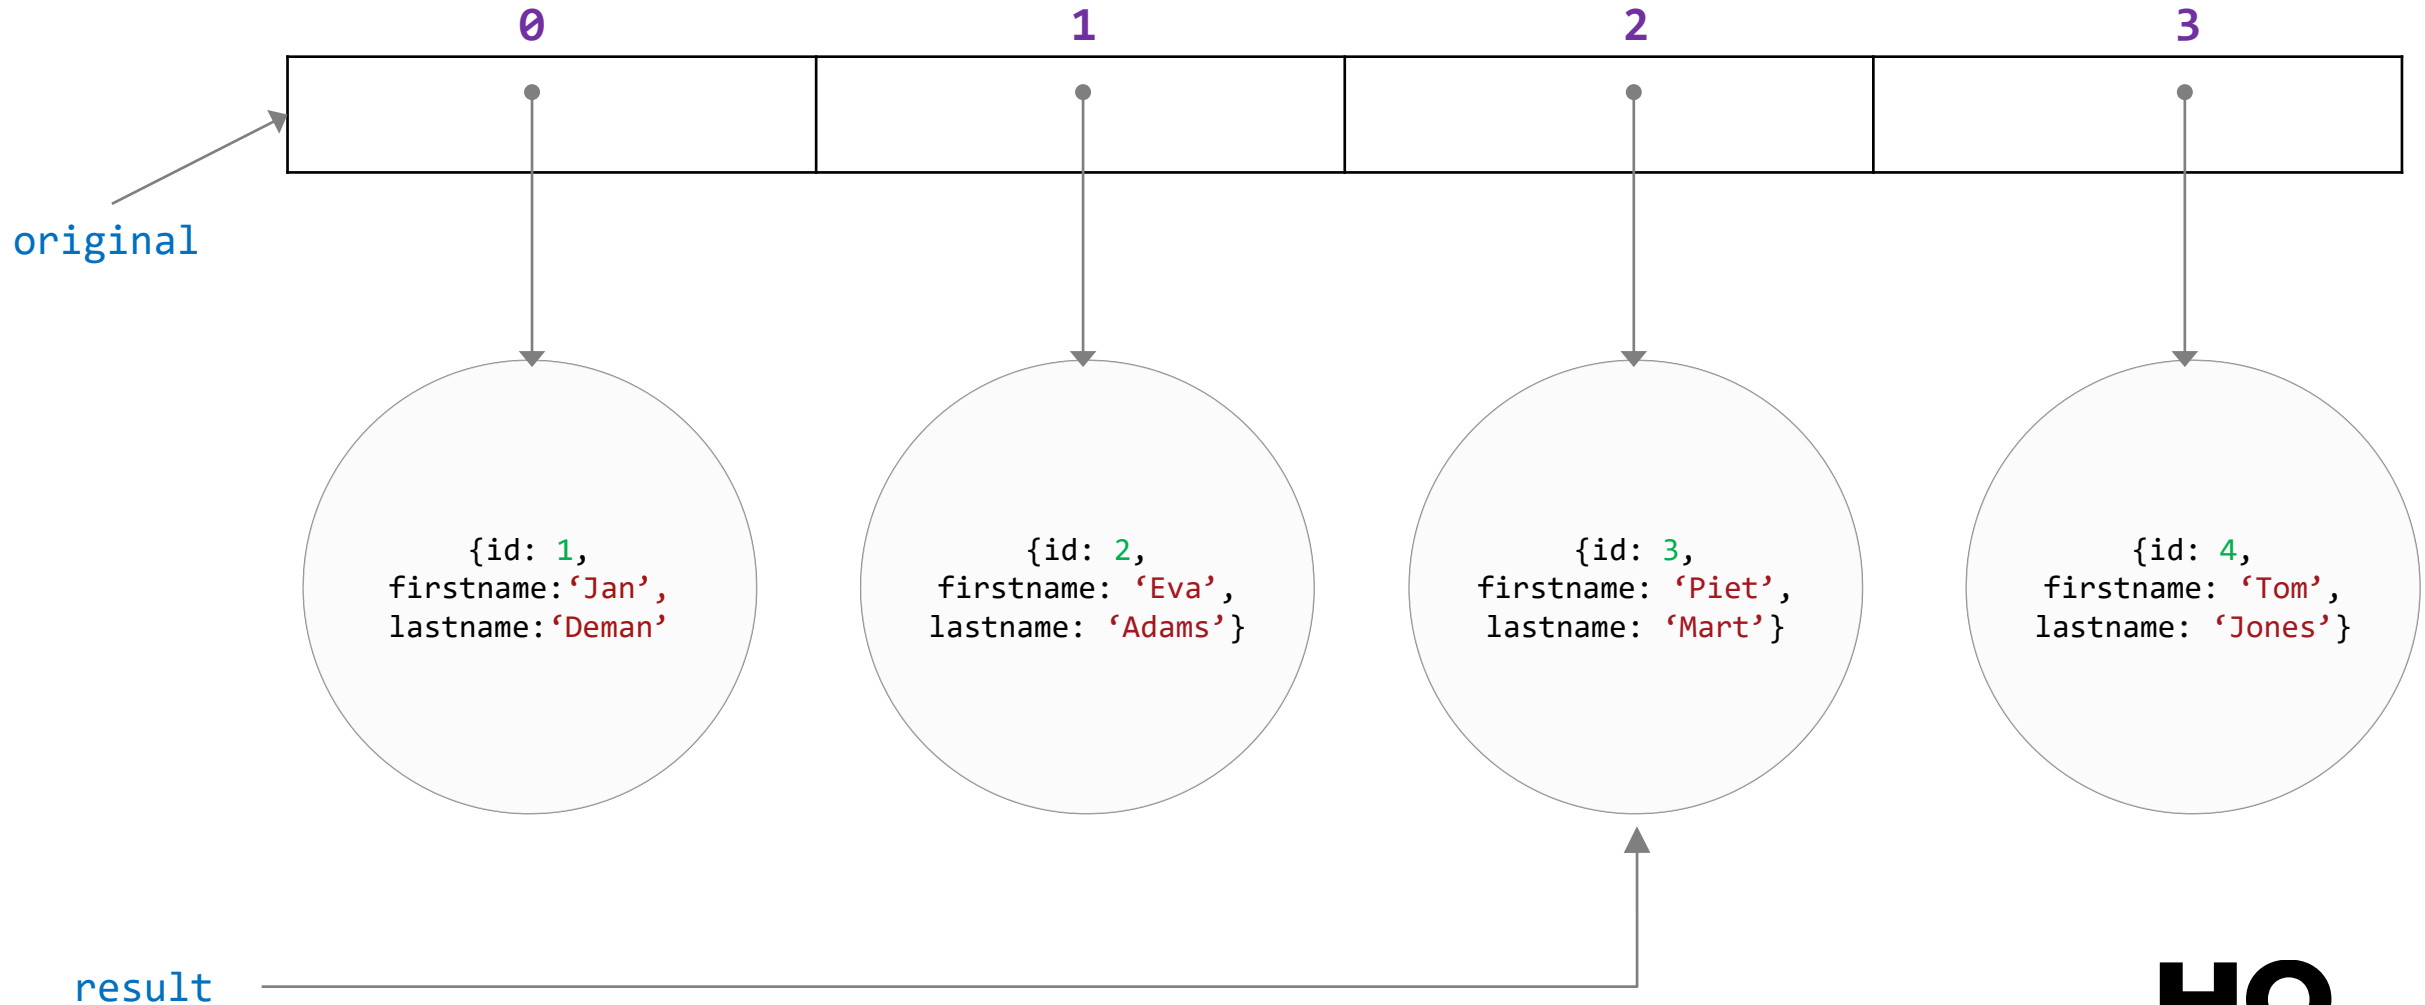 0 1 2 3
original
{id: 1,
firstname:‘Jan’,
lastname:‘Deman’
{id: 2,
firstname: ‘Eva’,
lastname: ‘Adams’}
{id: 3,
firstname: ‘Piet’,
lastname: ‘Mart’}
{id: 4,
firstname: ‘Tom’,
lastname: ‘Jones’}
result
HO